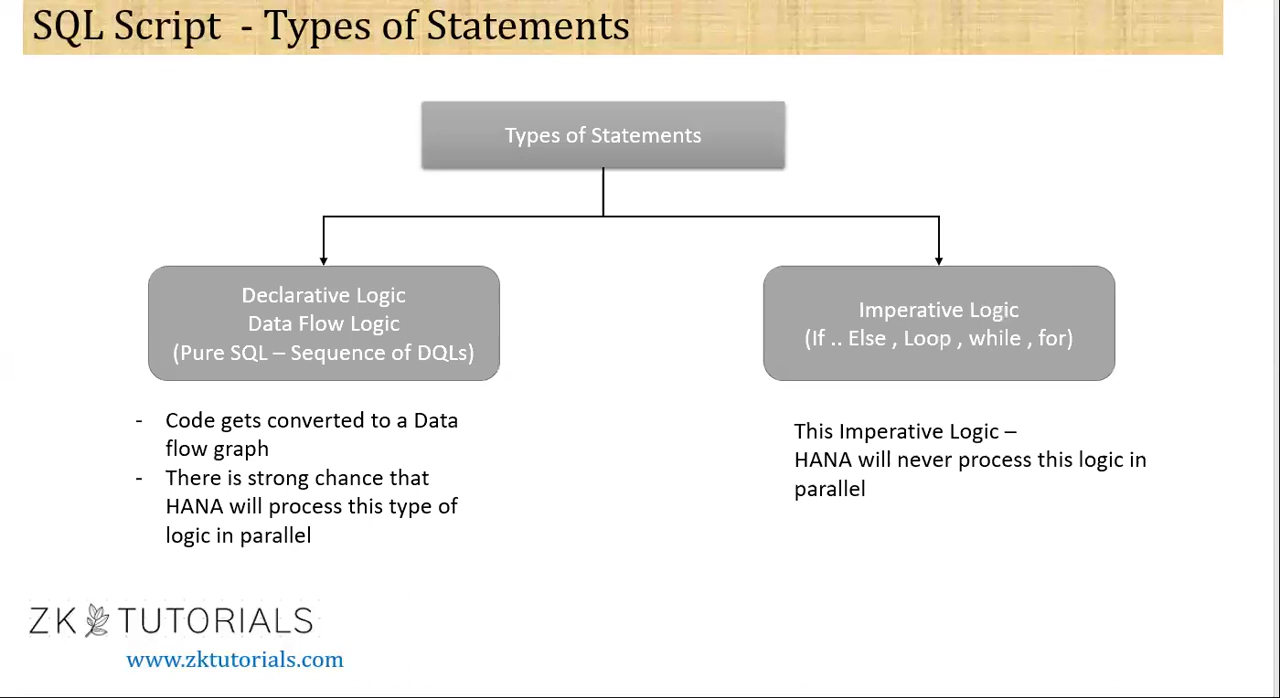 SQL Script - Types of Statements
Types of Statements
Declarative Logic
Data Flow Logic
(Pure SQL – Sequence of DQLs)
Imperative Logic
(If .. Else , Loop , while , for)
- Code gets converted to a Data
flow graph
- There is strong chance that
HANA will process this type of
logic in parallel
This Imperative Logic –
HANA will never process this logic in
parallel
ZK TUTORIALS
www.zktutorials.com